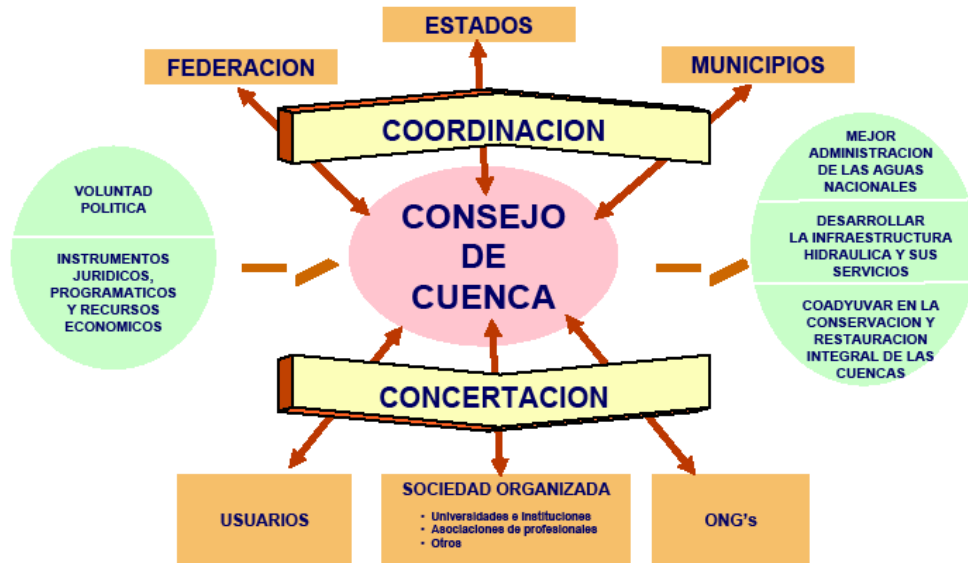 ESTADOS
FEDERACION
MUNICIPIOS
COORDINACION
VOLUNTAD
POLITICA
INSTRUMENTOS
JURIDICOS,
PROGRAMATICOS
Y RECURSOS
ECONOMICOS
CONSEJO
DE
CUENCA
MEJOR
ADMINISTRACION
DE LAS AGUAS
NACIONALES
DESARROLLAR
LA INFRAESTRUCTURA
HIDRAULICA Y SUS
SERVICIOS
COADYUVAR EN LA
CONSERVACION Y
RESTAURACION
INTEGRAL DE LAS
CUENCAS
CONCERTACION
USUARIOS
SOCIEDAD ORGANIZADA
• Universidades e Instituciones
• Asociaciones de profesionales
• Otros
ONG's